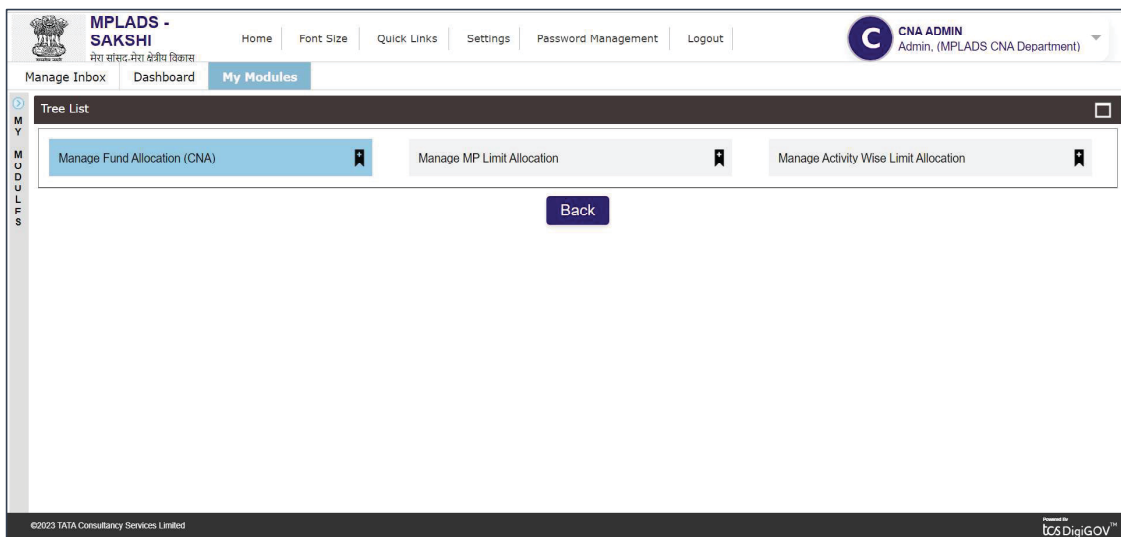 MPLADS -
SAKSHI
मेरा सांसद-मेरा क्षेत्रीय विकास
Home Font Size Quick Links Settings Password Management Logout
C
CNA ADMIN
Admin, (MPLADS CNA Department)
Manage Inbox Dashboard My Modules
MY MODULES
Tree List
Manage Fund Allocation (CNA) Manage MP Limit Allocation Manage Activity Wise Limit Allocation
Back
©2023 TATA Consultancy Services Limited
Powered By
tcs DigiGOV™